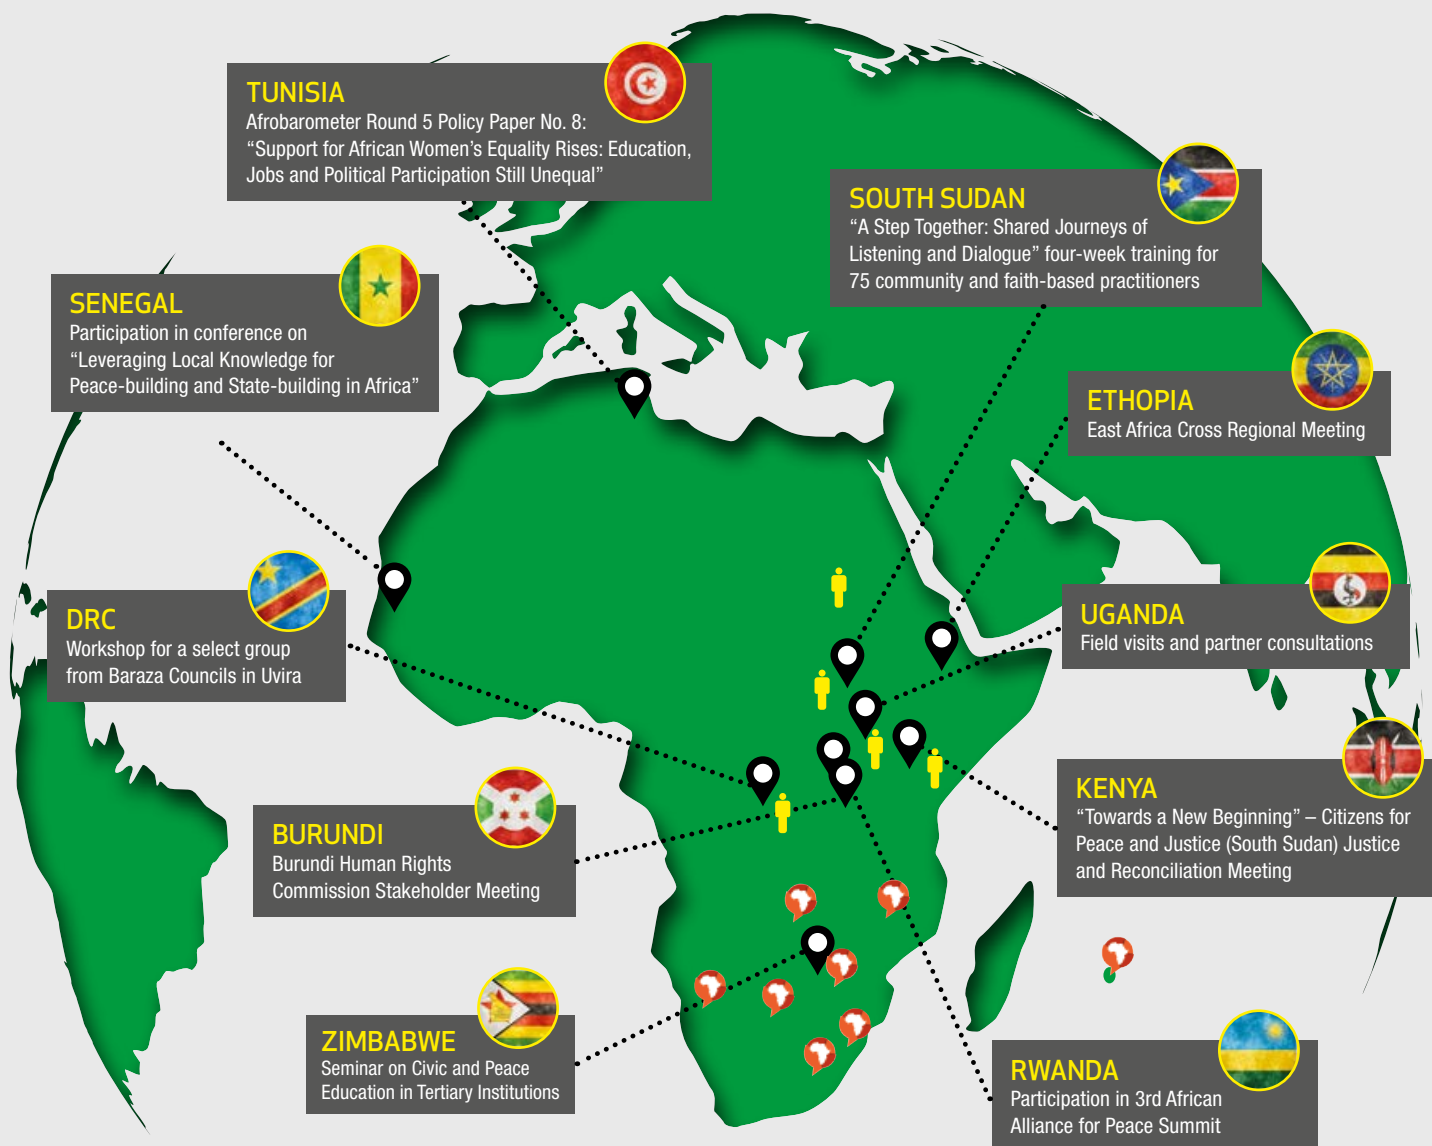 TUNISIA
Afrobarometer Round 5 Policy Paper No. 8:
“Support for African Women’s Equality Rises: Education,
Jobs and Political Participation Still Unequal”
SOUTH SUDAN
“A Step Together: Shared Journeys of
Listening and Dialogue” four-week training for
75 community and faith-based practitioners
SENEGAL
Participation in conference on
“Leveraging Local Knowledge for
Peace-building and State-building in Africa”
ETHOPIA
East Africa Cross Regional Meeting
DRC
Workshop for a select group
from Baraza Councils in Uvira
UGANDA
Field visits and partner consultations
KENYA
“Towards a New Beginning” – Citizens for
Peace and Justice (South Sudan) Justice
and Reconciliation Meeting
BURUNDI
Burundi Human Rights
Commission Stakeholder Meeting
ZIMBABWE
Seminar on Civic and Peace
Education in Tertiary Institutions
RWANDA
Participation in 3rd African
Alliance for Peace Summit